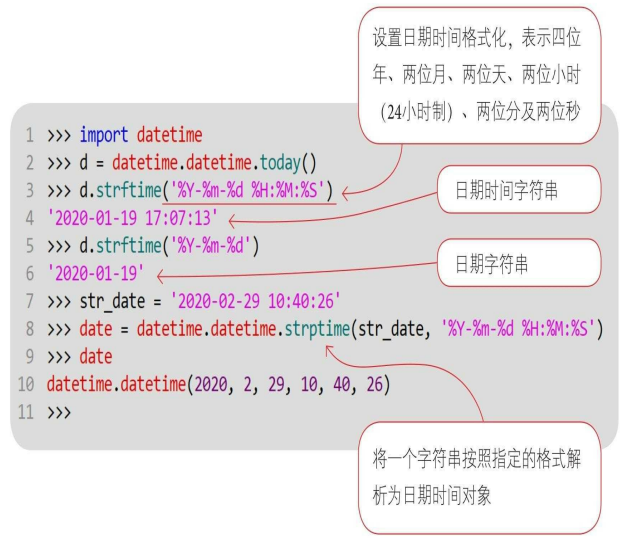 设置日期时间格式化，表示四位
年、两位月、两位天、两位小时
（24小时制）、两位分及两位秒
1 >>> import datetime
2 >>> d = datetime.datetime.today()
3 >>> d.strftime('%Y-%m-%d %H:%M:%S')
日期时间字符串
4 '2020-01-19 17:07:13'
5 >>> d.strftime('%Y-%m-%d')
日期字符串
6 '2020-01-19'
7 >>> str_date = '2020-02-29 10:40:26'
8 >>> date = datetime.datetime.strptime(str_date, '%Y-%m-%d %H:%M:%S')
9 >>> date
10 datetime.datetime(2020, 2, 29, 10, 40, 26)
11 >>>
将一个字符串按照指定的格式解
析为日期时间对象